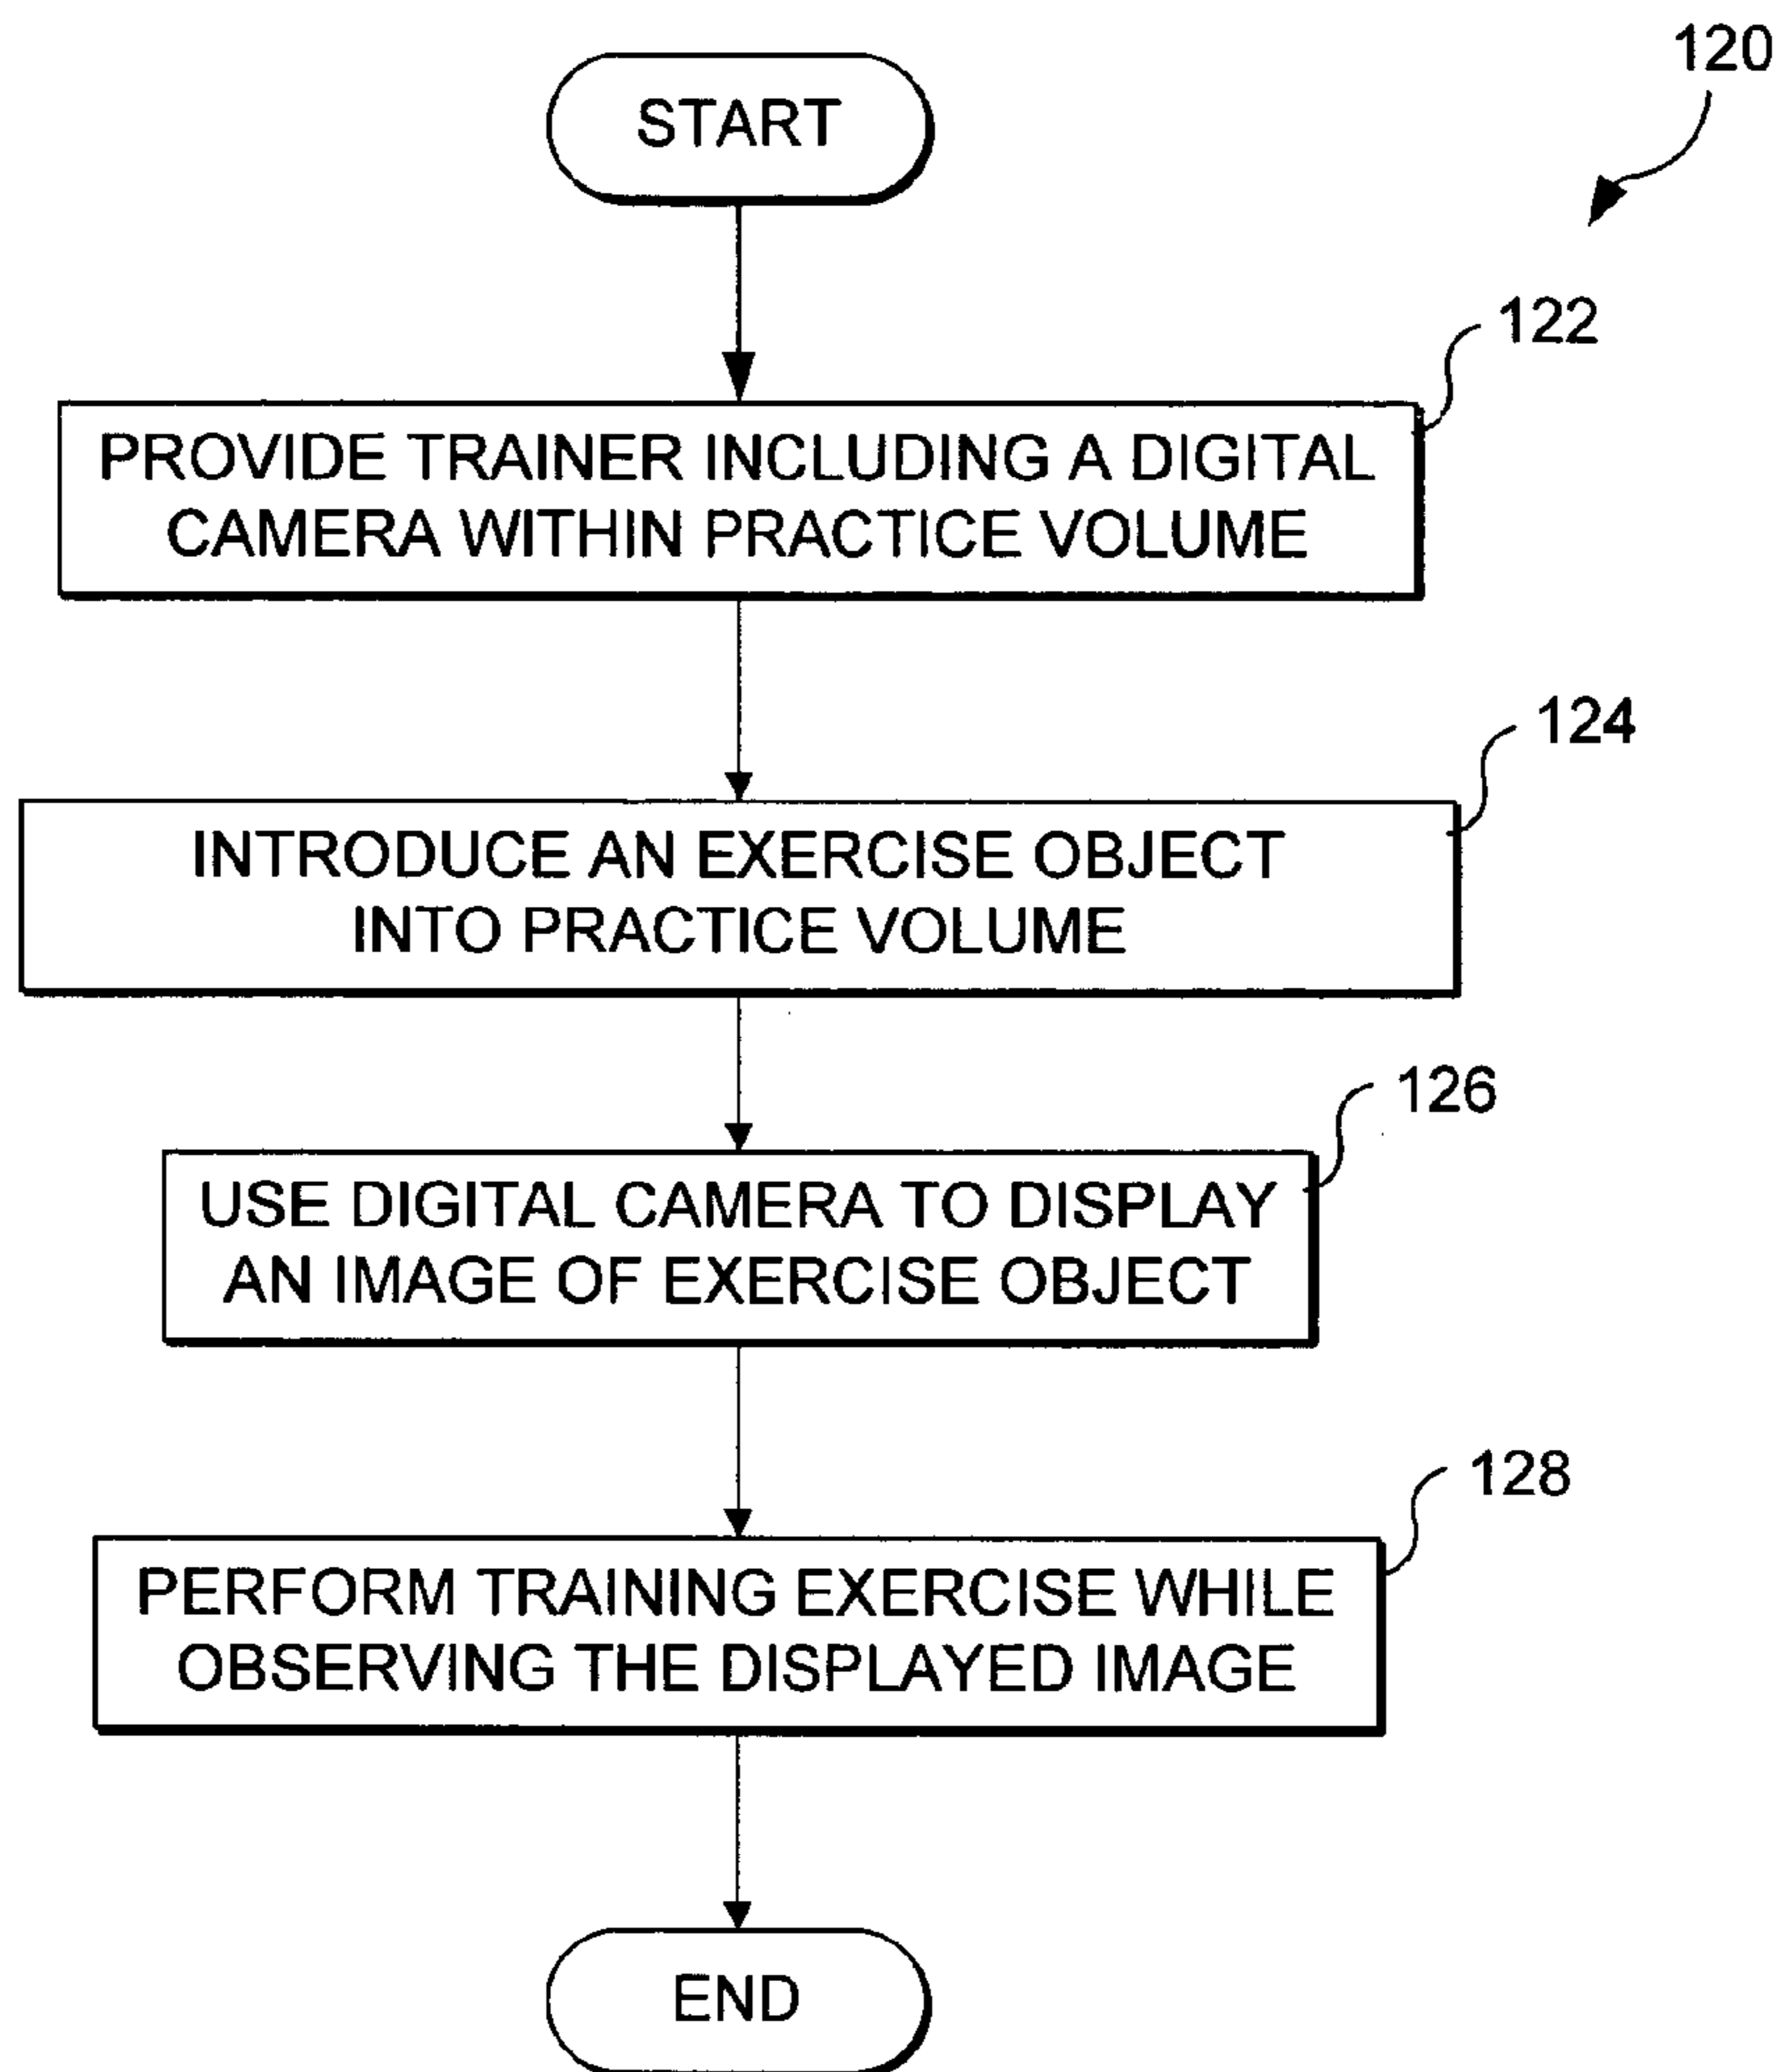 120
START
122
PROVIDE TRAINER INCLUDING A DIGITAL
CAMERA WITHIN PRACTICE VOLUME
124
INTRODUCE AN EXERCISE OBJECT
INTO PRACTICE VOLUME
126
USE DIGITAL CAMERA TO DISPLAY
AN IMAGE OF EXERCISE OBJECT
128
PERFORM TRAINING EXERCISE WHILE
OBSERVING THE DISPLAYED IMAGE
END